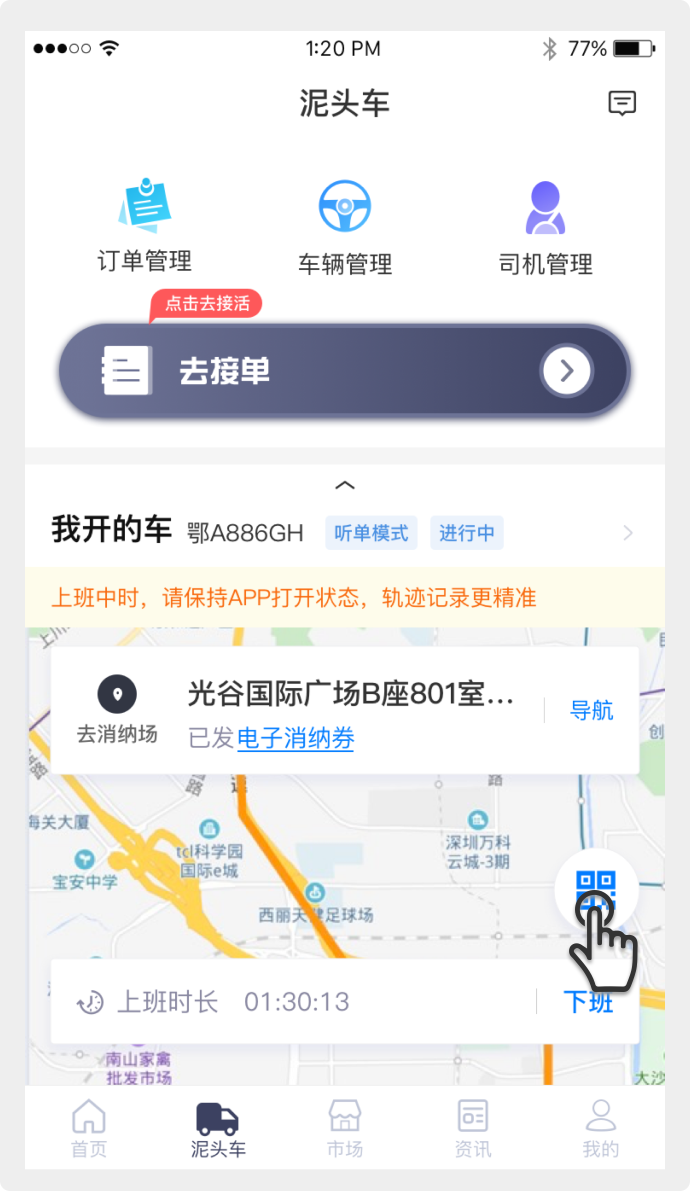 1:20 PM
77%
泥头车
订单管理
车辆管理
司机管理
点击去接活
去接单
我开的车
鄂A886GH
听单模式
进行中
上班中时，请保持APP打开状态，轨迹记录更精准
光谷国际广场B座801室…
去消纳场
已发电子消纳券
导航
海关大厦
宝安中学
tcl科学园
国际e城
深圳万科
云城-3期
西丽天健足球场
上班时长
01:30:13
下班
南山家禽
批发市场
大沙
首页
泥头车
市场
资讯
我的